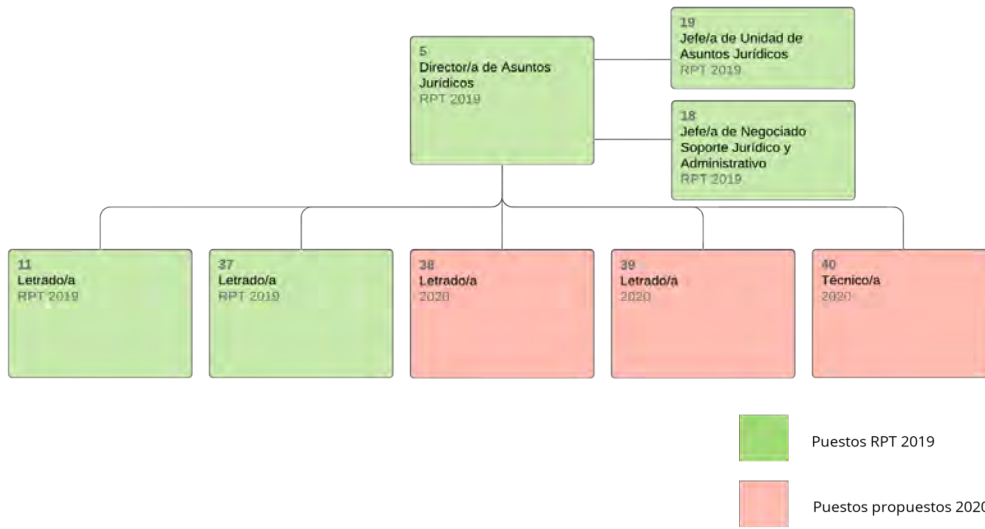 19
Jefe/a de Unidad de
Asuntos Jurídicos
RPT 2019
5
Director/a de Asuntos
Jurídicos
RPT 2019
18
Jefe/a de Negociado
Soporte Jurídico y
Administrativo
RPT 2019
11
Letrado/a
RPT 2019
37
Letrado/a
RPT 2019
38
Letrado/a
2020
39
Letrado/a
2020
40
Técnico/a
2020
Puestos RPT 2019
Puestos propuestos 2020